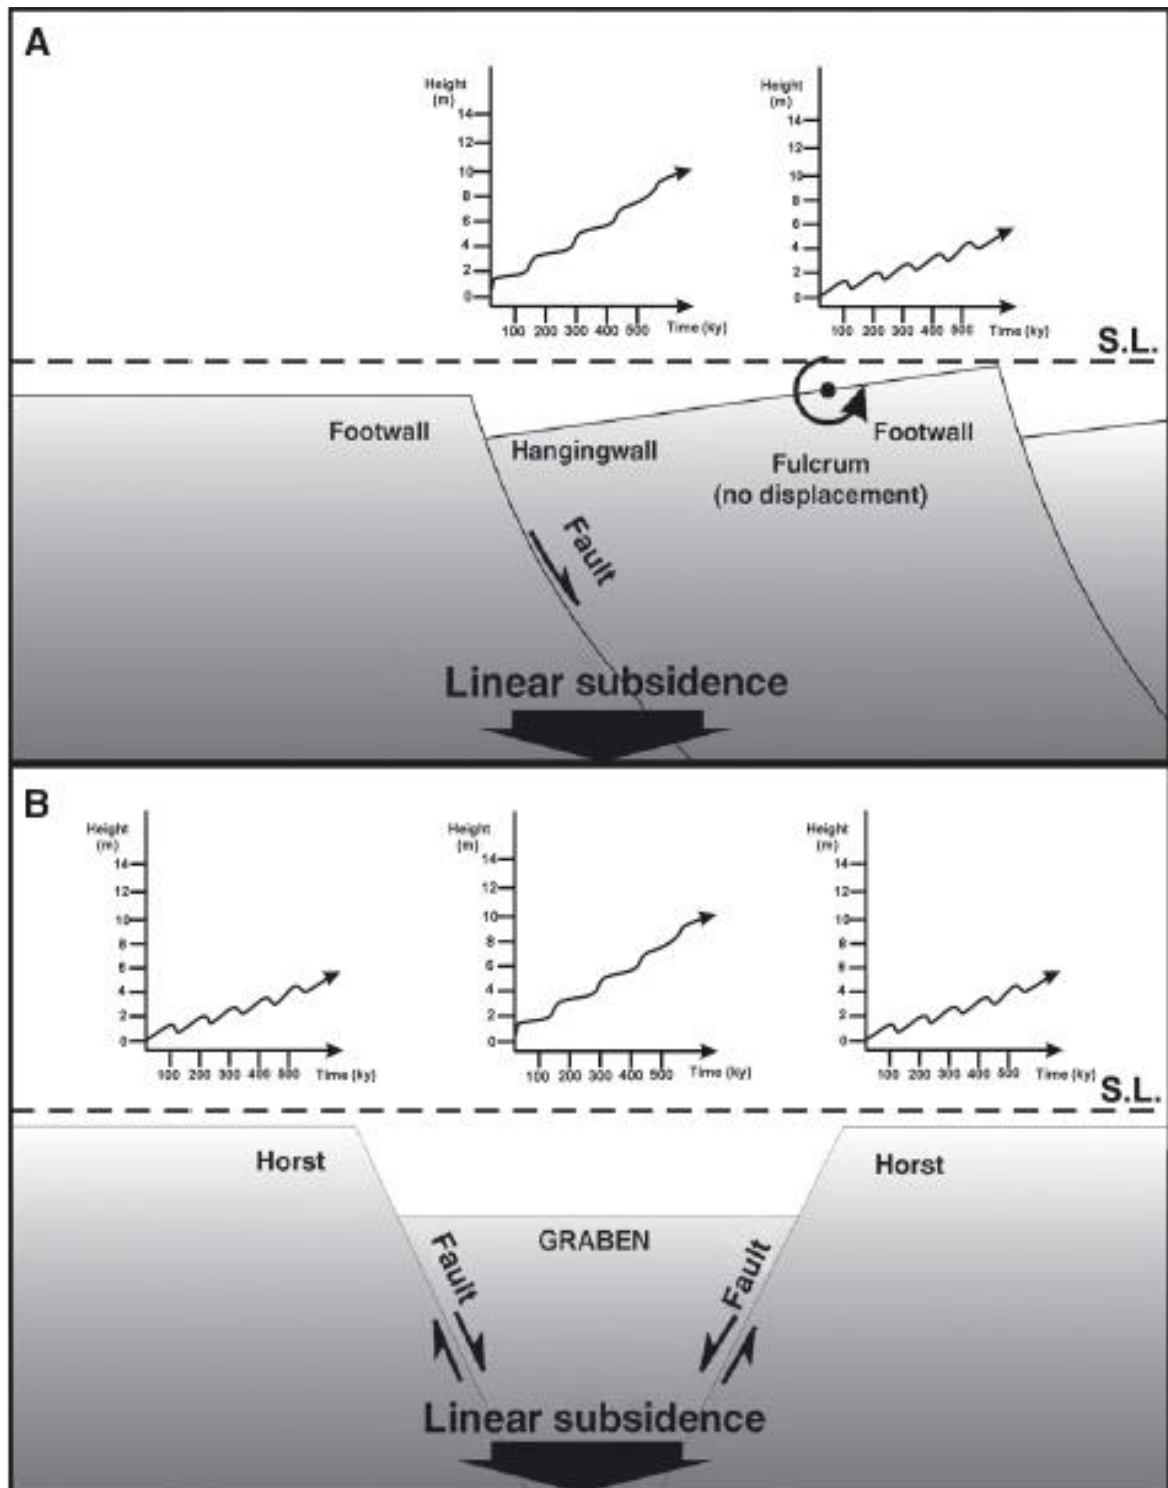 A
Height
(m)
14
12
10
8
6
4
2
0
100 200 300 400 500 Time (ky)
Height
(m)
14
12
10
8
6
4
2
0
100 200 300 400 500 Time (ky)
S.L.
Footwall
Hangingwall
Footwall
Fulcrum
(no displacement)
Fault
Linear subsidence
B
Height
(m)
14
12
10
8
6
4
2
0
100 200 300 400 500 Time (ky)
Height
(m)
14
12
10
8
6
4
2
0
100 200 300 400 500 Time (ky)
Height
(m)
14
12
10
8
6
4
2
0
100 200 300 400 500 Time (ky)
S.L.
Horst
Horst
GRABEN
Fault
Fault
Linear subsidence